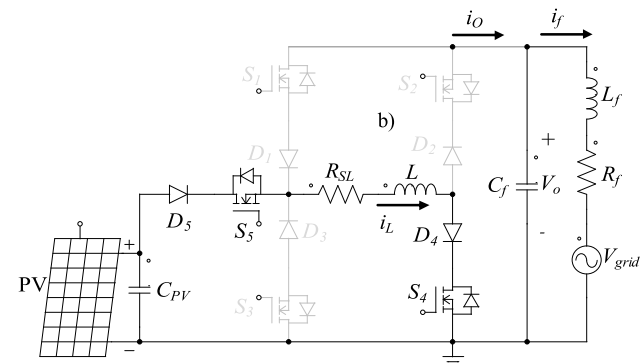 i_O
i_f
S_1
S_2
L_f
b)
D_1
R_SL
L
D_2
+
C_f
V_o
R_f
D_5
S_5
i_L
D_3
D_4
-
V_grid
PV
+
C_PV
S_3
S_4
−